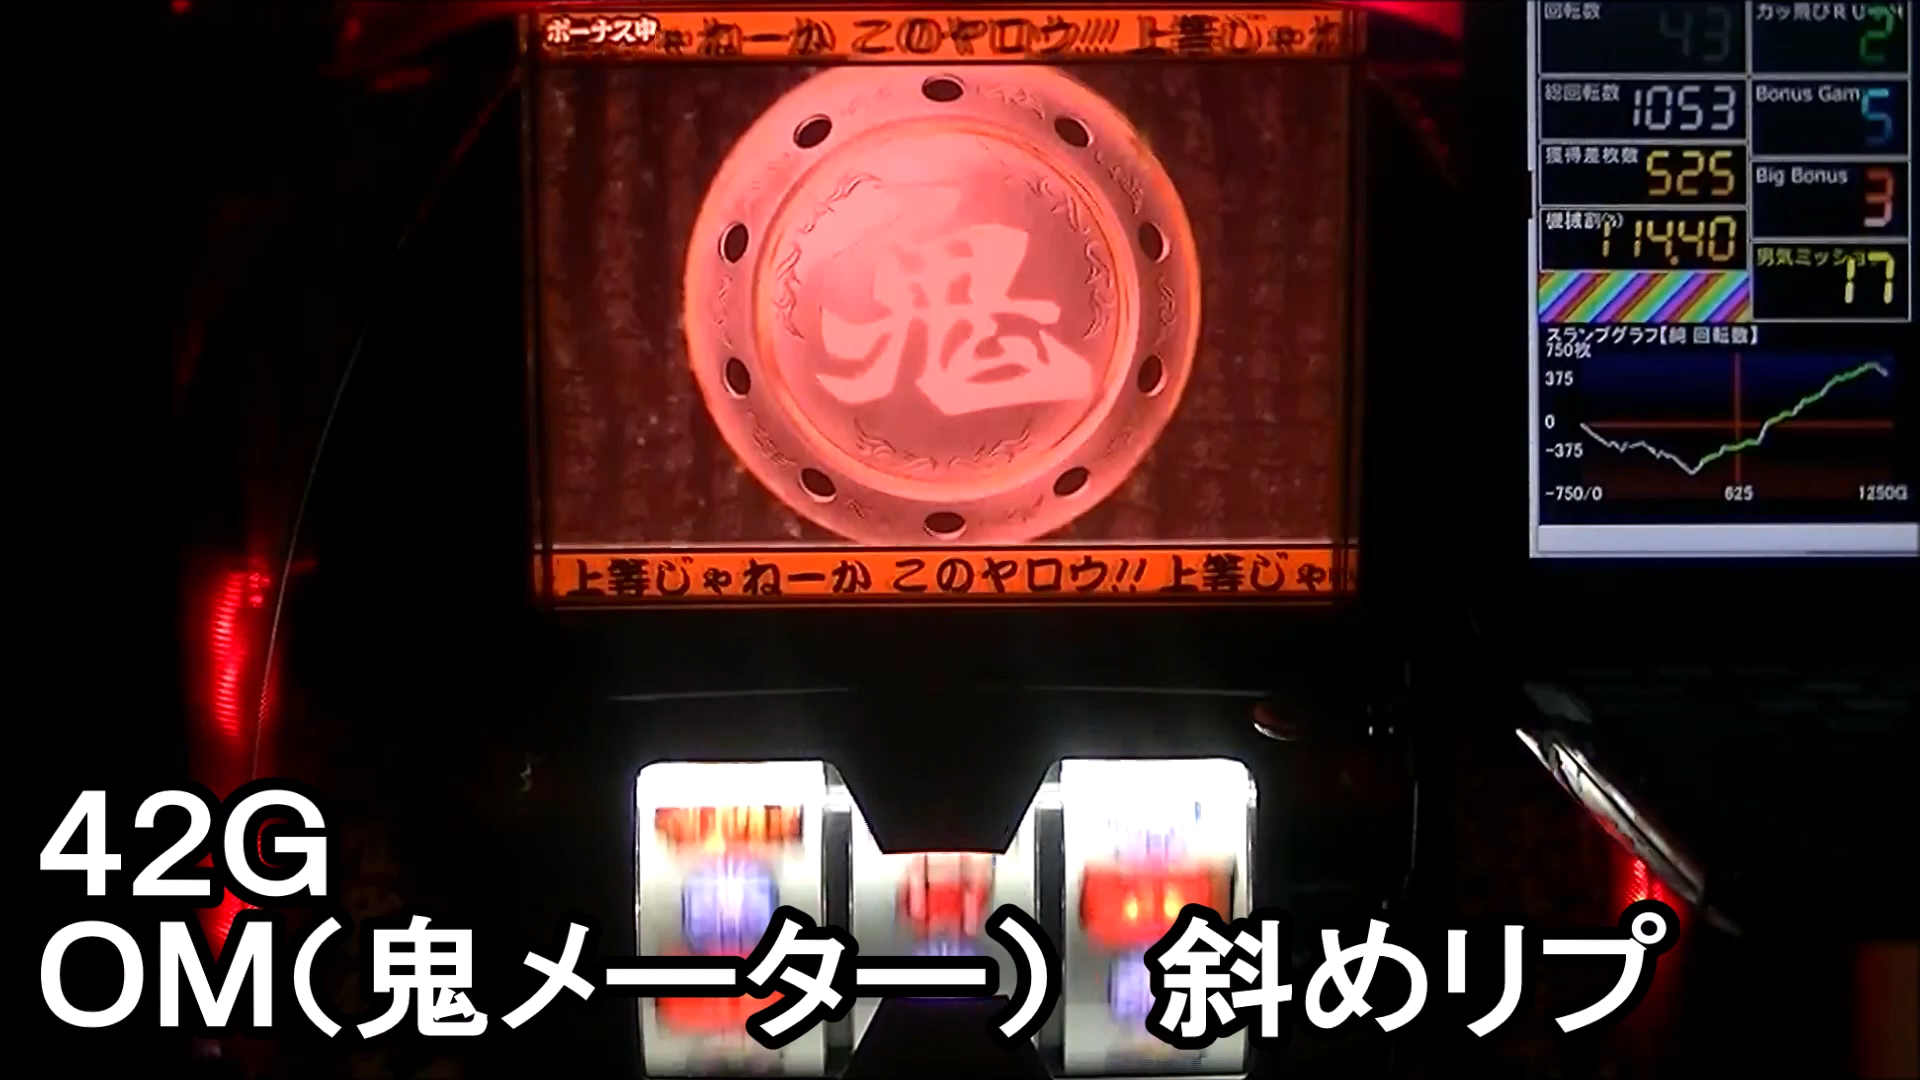 ボーナス中
ゃねーか このヤロウ!!!! 上等じゃね
鬼
上等じゃねーか このヤロウ!! 上等じゃ
回転数
43
総回転数
1053
獲得差枚数
525
機械割(%)
114.40
カッ飛びRU
2
Bonus Gam
5
Big Bonus
3
男気ミッショ
17
スランプグラフ【純 回転数】
750枚
375
0
-375
-750/0
625
1250G
42G
OM(鬼メーター) 斜めリプ